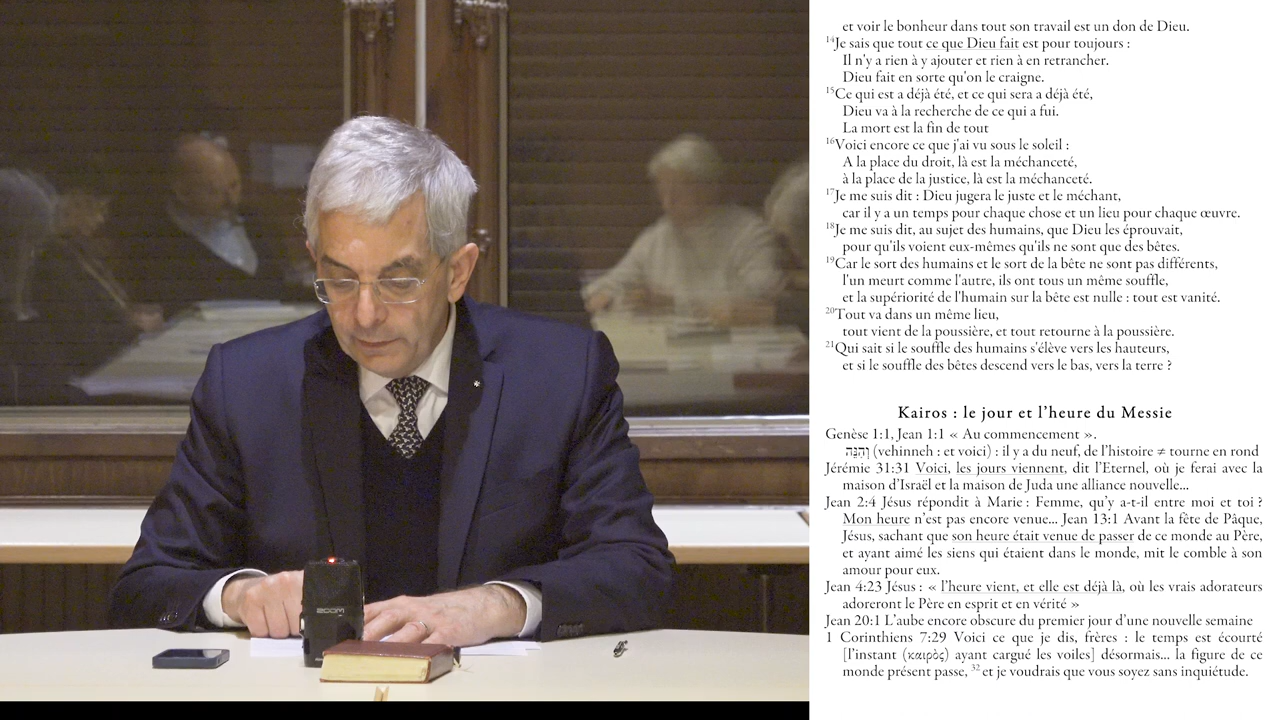 et voir le bonheur dans tout son travail est un don de Dieu.
14Je sais que tout ce que Dieu fait est pour toujours :
Il n'y a rien à y ajouter et rien à en retrancher.
Dieu fait en sorte qu'on le craigne.
15Ce qui est a déjà été, et ce qui sera a déjà été,
Dieu va à la recherche de ce qui a fui.
La mort est la fin de tout
16Voici encore ce que j'ai vu sous le soleil :
A la place du droit, là est la méchanceté,
à la place de la justice, là est la méchanceté.
17Je me suis dit : Dieu jugera le juste et le méchant,
car il y a un temps pour chaque chose et un lieu pour chaque œuvre.
18Je me suis dit, au sujet des humains, que Dieu les éprouvait,
pour qu'ils voient eux-mêmes qu'ils ne sont que des bêtes.
19Car le sort des humains et le sort de la bête ne sont pas différents,
l'un meurt comme l'autre, ils ont tous un même souffle,
et la supériorité de l'humain sur la bête est nulle : tout est vanité.
20Tout va dans un même lieu,
tout vient de la poussière, et tout retourne à la poussière.
21Qui sait si le souffle des humains s'élève vers les hauteurs,
et si le souffle des bêtes descend vers le bas, vers la terre ?
Kairos : le jour et l'heure du Messie
Genèse 1:1, Jean 1:1 « Au commencement ».
וְהִנֵּה (vehinneh : et voici) : il y a du neuf, de l'histoire ≠ tourne en rond
Jérémie 31:31 Voici, les jours viennent, dit l'Eternel, où je ferai avec la
maison d'Israël et la maison de Juda une alliance nouvelle...
Jean 2:4 Jésus répondit à Marie : Femme, qu'y a-t-il entre moi et toi ?
Mon heure n'est pas encore venue... Jean 13:1 Avant la fête de Pâque,
Jésus, sachant que son heure était venue de passer de ce monde au Père,
et ayant aimé les siens qui étaient dans le monde, mit le comble à son
amour pour eux.
Jean 4:23 Jésus : « l'heure vient, et elle est déjà là, où les vrais adorateurs
adoreront le Père en esprit et en vérité »
Jean 20:1 L'aube encore obscure du premier jour d'une nouvelle semaine
1 Corinthiens 7:29 Voici ce que je dis, frères : le temps est écourté
[l'instant (καιρὸς) ayant cargué les voiles] désormais... la figure de ce
monde présent passe, 32 et je voudrais que vous soyez sans inquiétude.
zoom